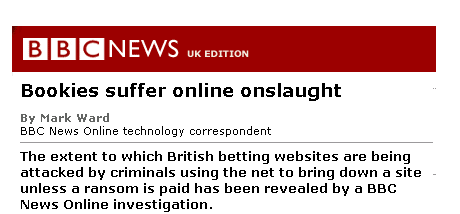 BBC NEWS UK EDITION
Bookies suffer online onslaught
By Mark Ward
BBC News Online technology correspondent
The extent to which British betting websites are being
attacked by criminals using the net to bring down a site
unless a ransom is paid has been revealed by a BBC
News Online investigation.